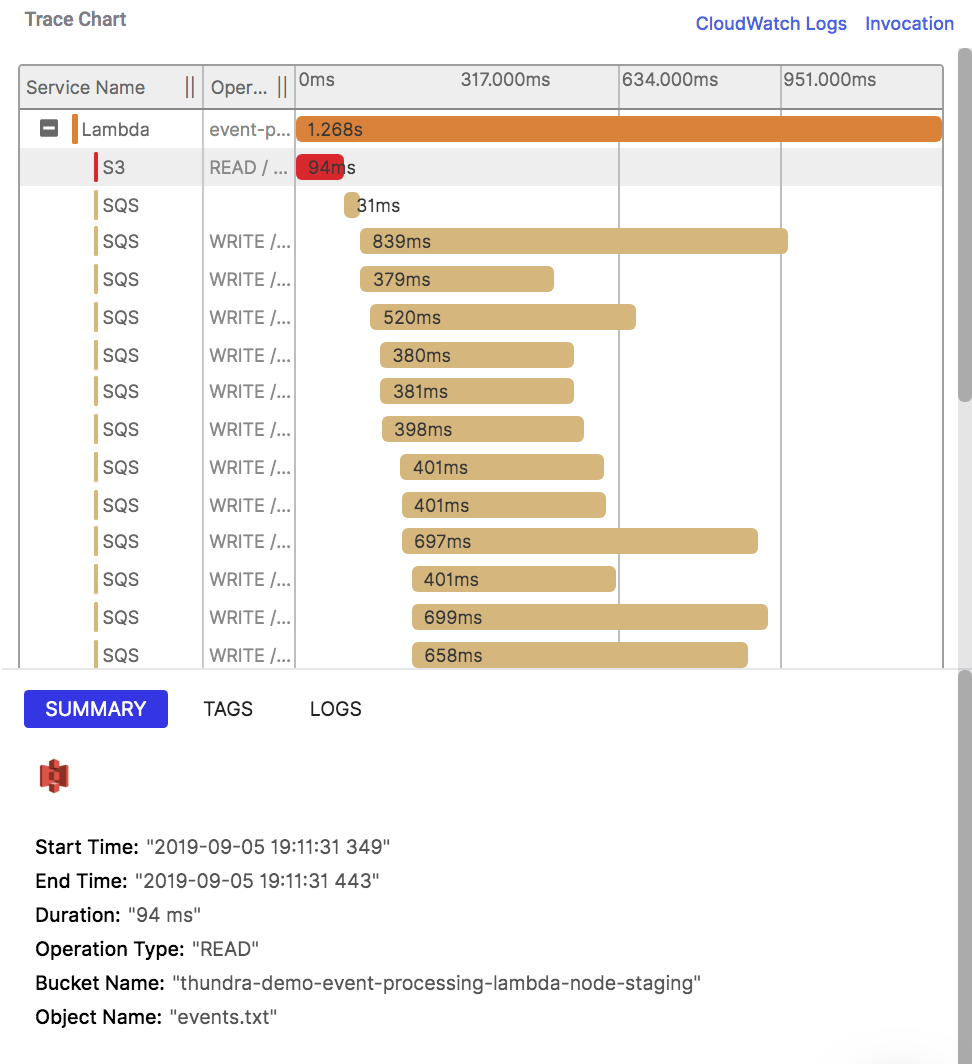 Trace Chart
CloudWatch Logs Invocation
Service Name || Oper... || 0ms 317.000ms 634.000ms 951.000ms
Lambda event-p... 1.268s
S3 READ / ... 94ms
SQS 31ms
SQS WRITE /... 839ms
SQS WRITE /... 379ms
SQS WRITE /... 520ms
SQS WRITE /... 380ms
SQS WRITE /... 381ms
SQS WRITE /... 398ms
SQS WRITE /... 401ms
SQS WRITE /... 401ms
SQS WRITE /... 697ms
SQS WRITE /... 401ms
SQS WRITE /... 699ms
SQS WRITE /... 658ms
SUMMARY TAGS LOGS
Start Time: "2019-09-05 19:11:31 349"
End Time: "2019-09-05 19:11:31 443"
Duration: "94 ms"
Operation Type: "READ"
Bucket Name: "thundra-demo-event-processing-lambda-node-staging"
Object Name: "events.txt"